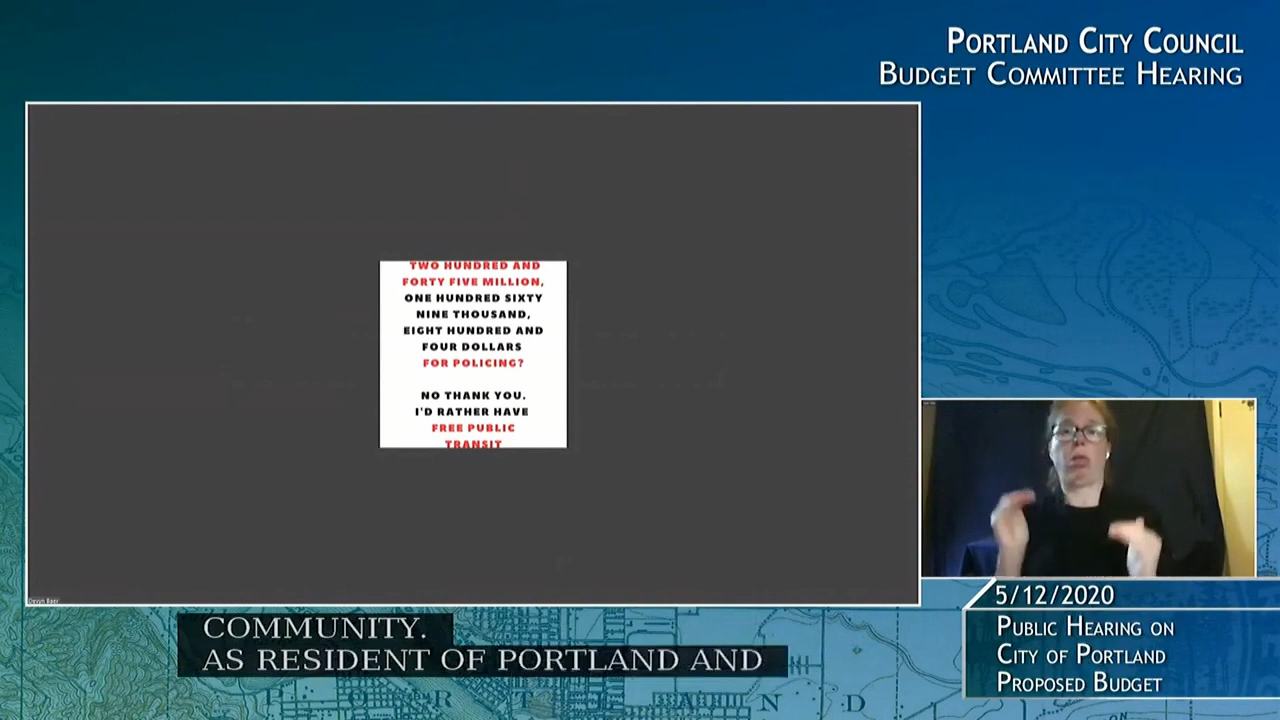 PORTLAND CITY COUNCIL
BUDGET COMMITTEE HEARING
TWO HUNDRED AND
FORTY FIVE MILLION,
ONE HUNDRED SIXTY
NINE THOUSAND,
EIGHT HUNDRED AND
FOUR DOLLARS
FOR POLICING?
NO THANK YOU.
I'D RATHER HAVE
FREE PUBLIC
TRANSIT
Devyn Baer
COMMUNITY.
AS RESIDENT OF PORTLAND AND
5/12/2020
PUBLIC HEARING ON
CITY OF PORTLAND
PROPOSED BUDGET